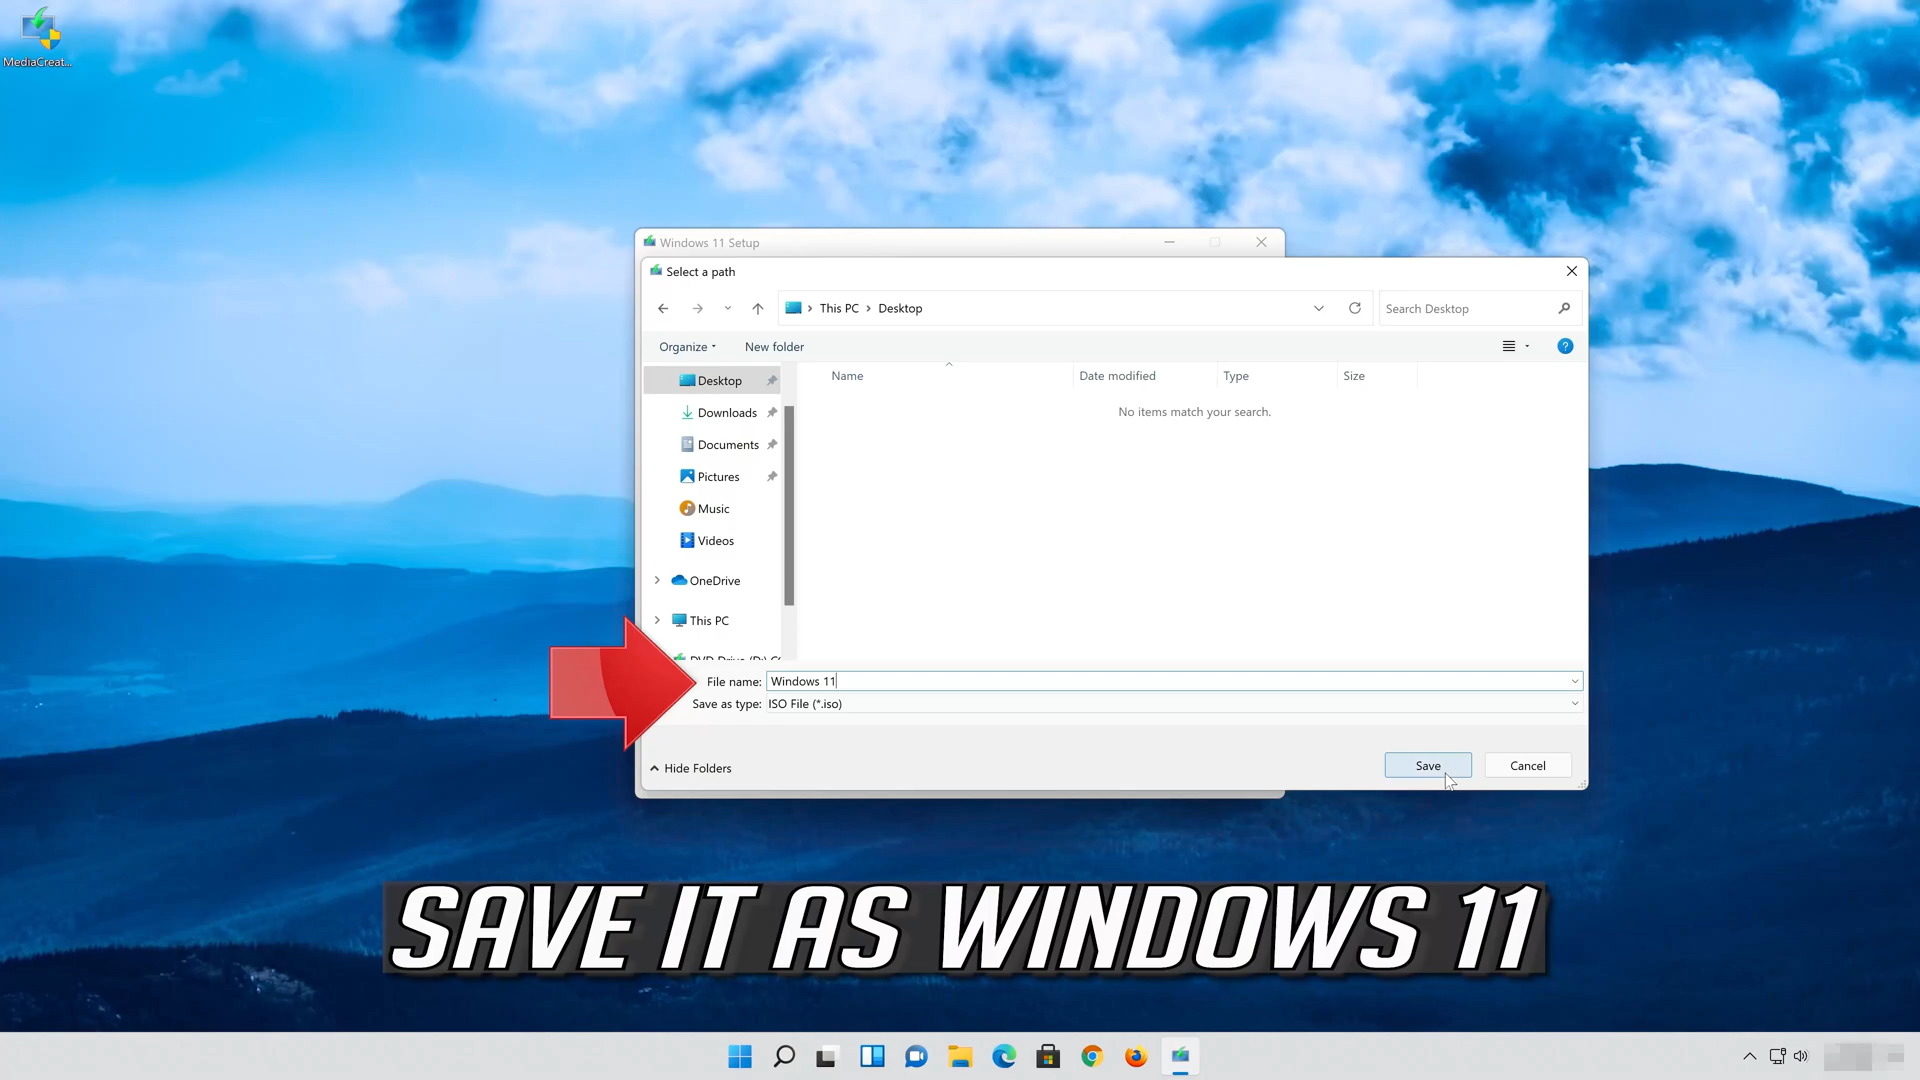 MediaCreat...
Windows 11 Setup
Select a path
This PC > Desktop
Search Desktop
Organize
New folder
Name
Date modified
Type
Size
No items match your search.
Desktop
Downloads
Documents
Pictures
Music
Videos
OneDrive
This PC
DVD Drive (D:)
File name: Windows 11
Save as type: ISO File (*.iso)
Hide Folders
Save
Cancel
SAVE IT AS WINDOWS 11